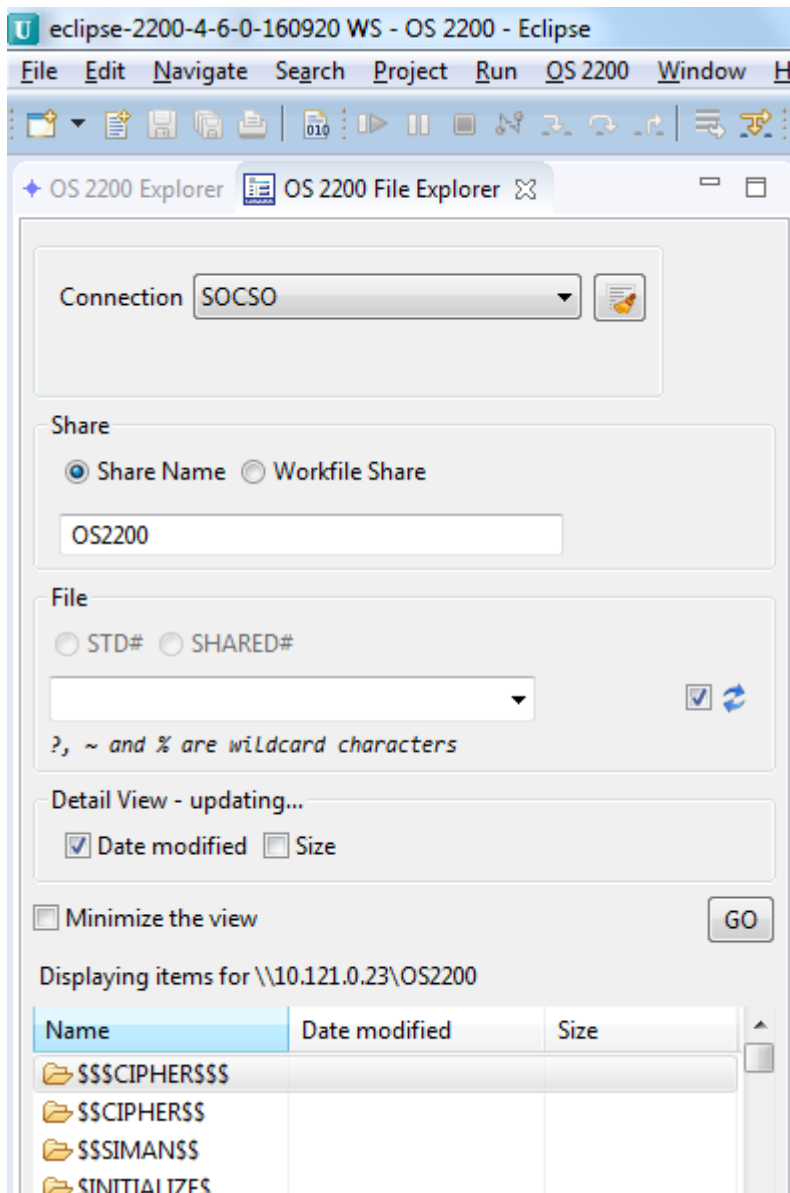 U eclipse-2200-4-6-0-160920 WS - OS 2200 - Eclipse
File Edit Navigate Search Project Run OS 2200 Window H
010
OS 2200 Explorer OS 2200 File Explorer
Connection SOCSO
Share
Share Name Workfile Share
OS2200
File
STD# SHARED#
?, ~ and % are wildcard characters
Detail View - updating...
Date modified Size
Minimize the view GO
Displaying items for \\10.121.0.23\OS2200
Name Date modified Size
$$$CIPHER$$$
$$CIPHER$$
$$SIMAN$$
$INITIALIZE$